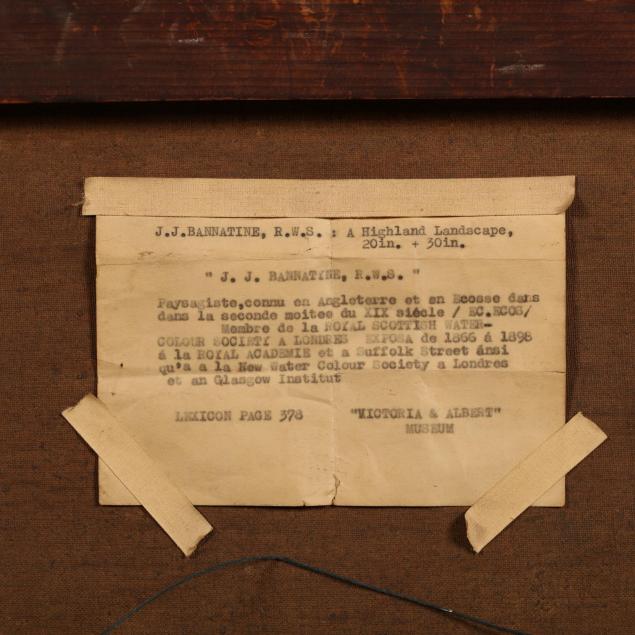 J.J.BANNATINE, R.W.S. : A Highland Landscape,
20in. + 30in.
" J. J. BANNATYNE, R.W.S. "
Paysagiste,connu en Angleterre et en Ecosse dans
dans la seconde moitee du XIX siécle / EC.ECOS/
Membre de la ROYAL SCOTTISH WATER-
COLOUR SOCIETY A LONDRES EXPOSA de 1866 á 1898
á la ROYAL ACADEMIE et a Suffolk Street ánsi
qu'a a la New Water Colour Society a Londres
et an Glasgow Institut
LEXICON PAGE 378 "VICTORIA & ALBERT"
MUSEUM